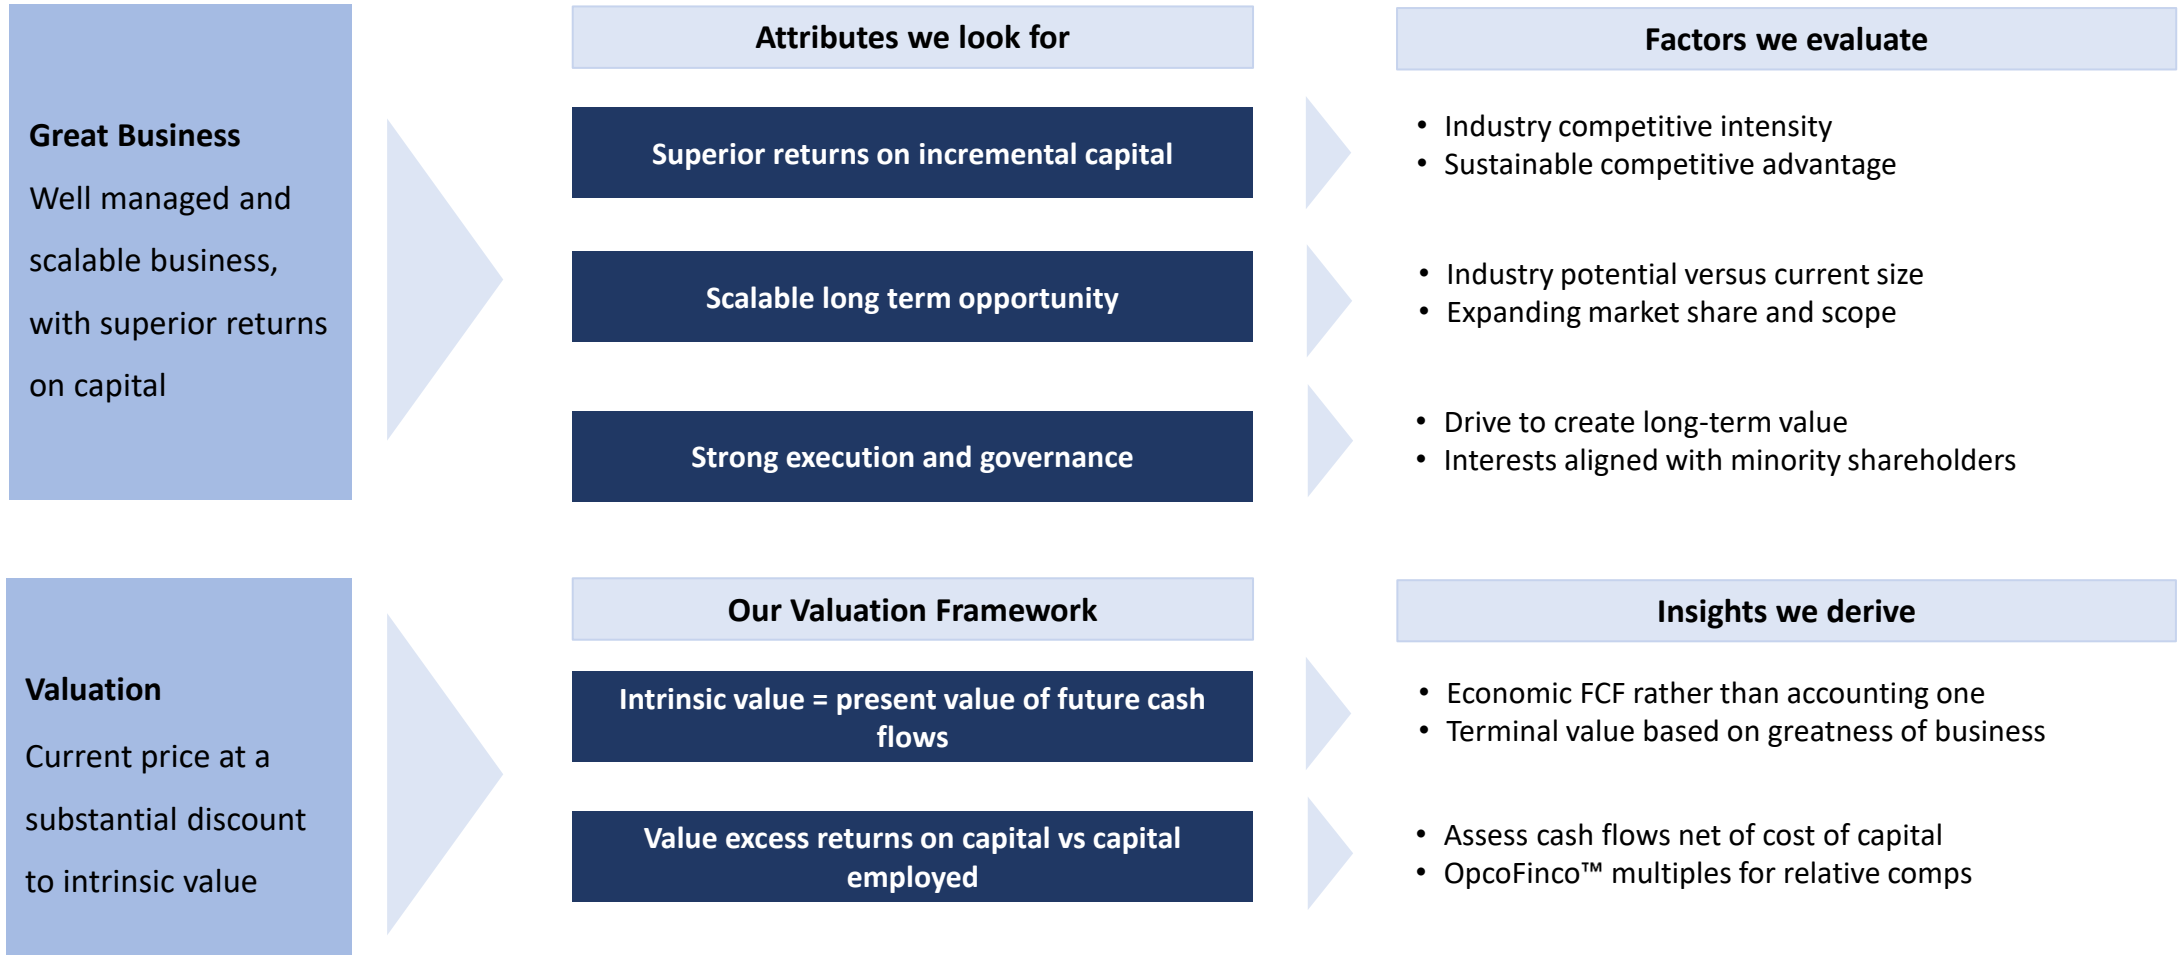 Great Business
Well managed and
scalable business,
with superior returns
on capital
Attributes we look for
Factors we evaluate
Superior returns on incremental capital
• Industry competitive intensity
• Sustainable competitive advantage
Scalable long term opportunity
• Industry potential versus current size
• Expanding market share and scope
Strong execution and governance
• Drive to create long-term value
• Interests aligned with minority shareholders
Valuation
Current price at a
substantial discount
to intrinsic value
Our Valuation Framework
Insights we derive
Intrinsic value = present value of future cash
flows
• Economic FCF rather than accounting one
• Terminal value based on greatness of business
Value excess returns on capital vs capital
employed
• Assess cash flows net of cost of capital
• OpcoFinco™ multiples for relative comps